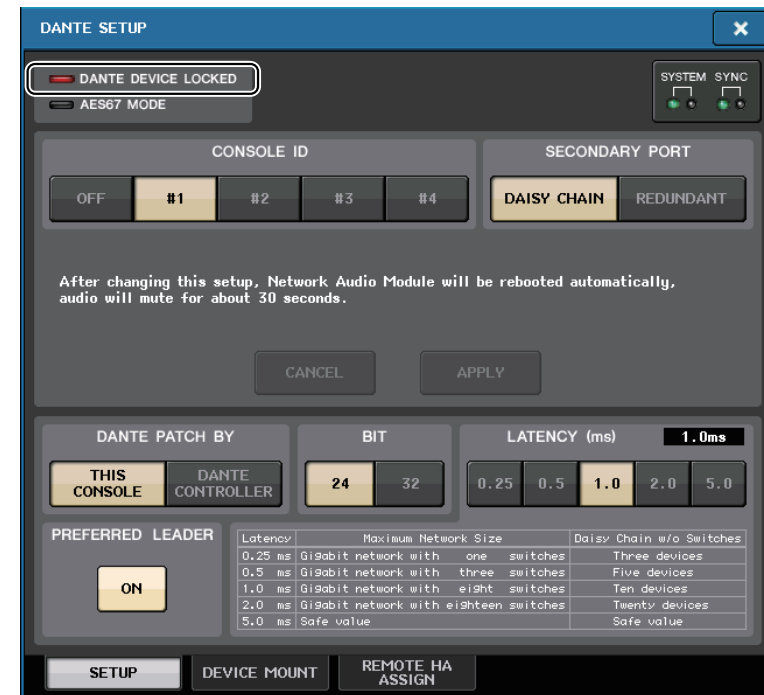 DANTE SETUP
DANTE DEVICE LOCKED
AES67 MODE
SYSTEM SYNC
CONSOLE ID
OFF #1 #2 #3 #4
SECONDARY PORT
DAISY CHAIN REDUNDANT
After changing this setup, Network Audio Module will be rebooted automatically,
audio will mute for about 30 seconds.
CANCEL APPLY
DANTE PATCH BY
THIS CONSOLE
DANTE CONTROLLER
BIT
24 32
LATENCY (ms) 1.0ms
0.25 0.5 1.0 2.0 5.0
PREFERRED LEADER
ON
Latency Maximum Network Size Daisy Chain w/o Switches
0.25 ms Gigabit network with one switches Three devices
0.5 ms Gigabit network with three switches Five devices
1.0 ms Gigabit network with eight switches Ten devices
2.0 ms Gigabit network with eighteen switches Twenty devices
5.0 ms Safe value Safe value
SETUP DEVICE MOUNT REMOTE HA ASSIGN